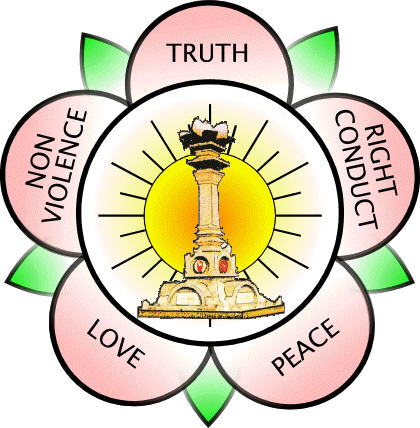 TRUTH
RIGHT
CONDUCT
PEACE
LOVE
NON
VIOLENCE